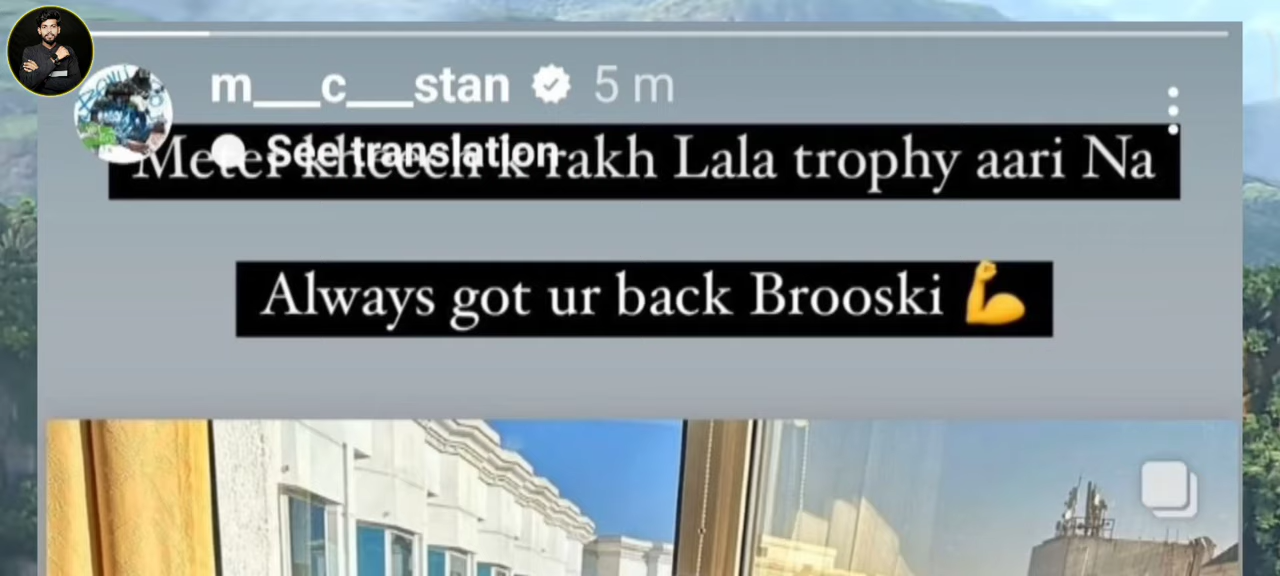 m___c___stan 5 m
See translation
Meter kheech k rakh Lala trophy aari Na
Always got ur back Brooski 💪